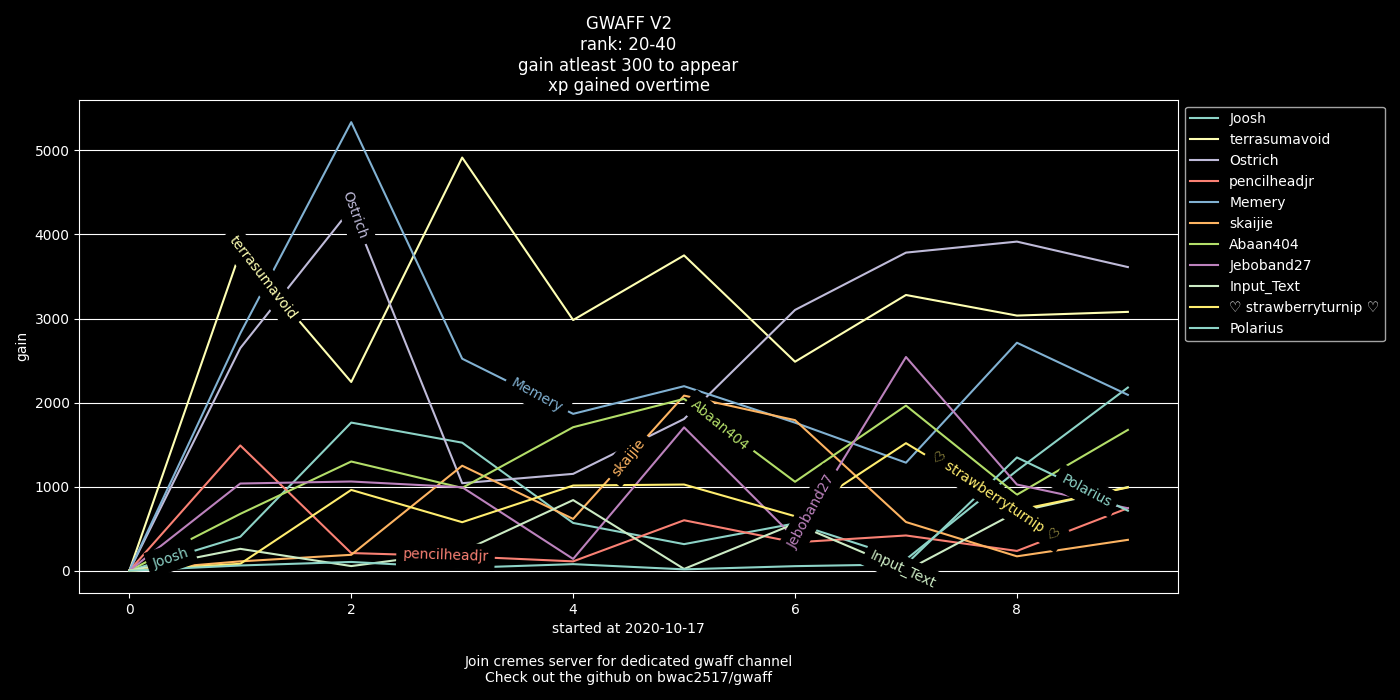 GWAFF V2
rank: 20-40
gain atleast 300 to appear
xp gained overtime
gain
5000
4000
3000
2000
1000
0
terrasumavoid
Ostrich
Memery
Abaan404
skaijie
Jeboband27
♡ strawberryturnip ♡
Polarius
Joosh
pencilheadjr
Input_Text
0 2 4 6 8
started at 2020-10-17
Join cremes server for dedicated gwaff channel
Check out the github on bwac2517/gwaff
Joosh
terrasumavoid
Ostrich
pencilheadjr
Memery
skaijie
Abaan404
Jeboband27
Input_Text
♡ strawberryturnip ♡
Polarius